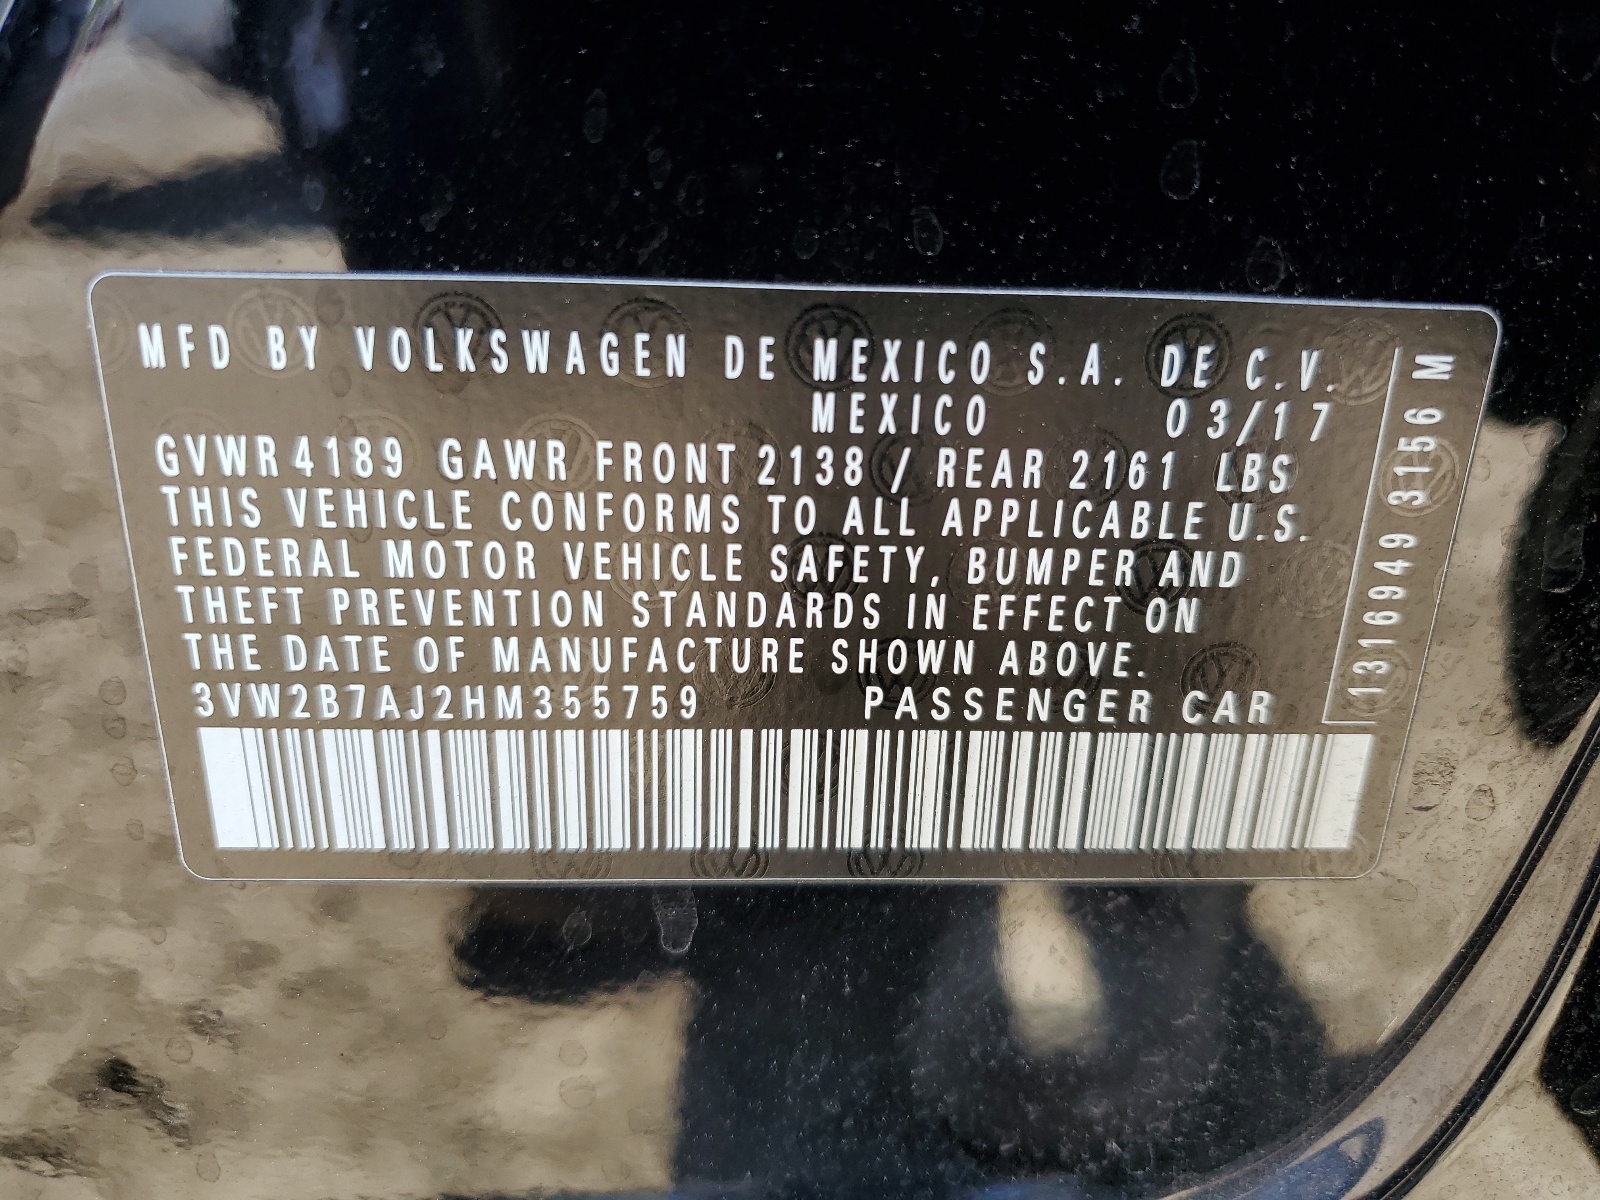 MFD BY VOLKSWAGEN DE MEXICO S.A. DE C.V.
MEXICO 03/17
GVWR 4189 GAWR FRONT 2138 / REAR 2161 LBS
THIS VEHICLE CONFORMS TO ALL APPLICABLE U.S.
FEDERAL MOTOR VEHICLE SAFETY, BUMPER AND
THEFT PREVENTION STANDARDS IN EFFECT ON
THE DATE OF MANUFACTURE SHOWN ABOVE.
3VW2B7AJ2HM355759 PASSENGER CAR
1316949 3156 M